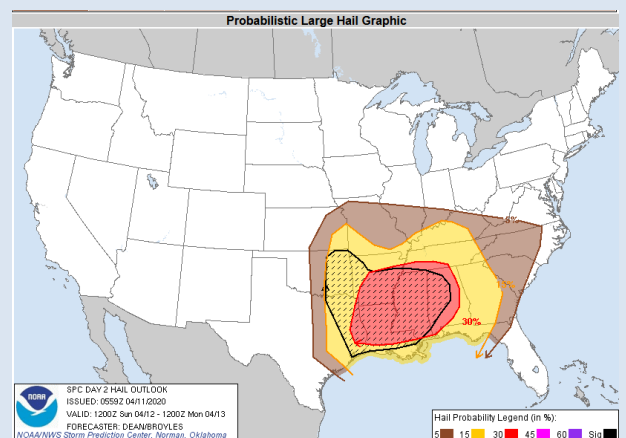 Probabilistic Large Hail Graphic
5%
30%
NOAA
SPC DAY 2 HAIL OUTLOOK
ISSUED: 0559Z 04/11/2020
VALID: 1200Z Sun 04/12 - 1200Z Mon 04/13
FORECASTER: DEAN/BROYLES
NOAA/NWS Storm Prediction Center, Norman, Oklahoma
Hail Probability Legend (in %):
5 15 30 45 60 Sig